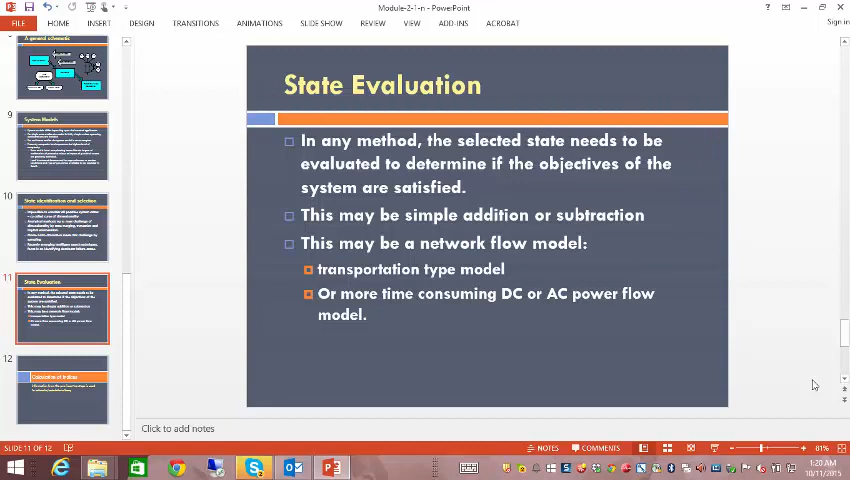 Module-2-1-n - PowerPoint
Sign in
FILE HOME INSERT DESIGN TRANSITIONS ANIMATIONS SLIDE SHOW REVIEW VIEW ADD-INS ACROBAT
A general schematic
9
System Models
10
State identification and selection
11
State Evaluation
12
Calculation of Indices
State Evaluation
In any method, the selected state needs to be
evaluated to determine if the objectives of the
system are satisfied.
This may be simple addition or subtraction
This may be a network flow model:
transportation type model
Or more time consuming DC or AC power flow
model.
Click to add notes
SLIDE 11 OF 12
NOTES
COMMENTS
81%
1:20 AM
10/11/2015